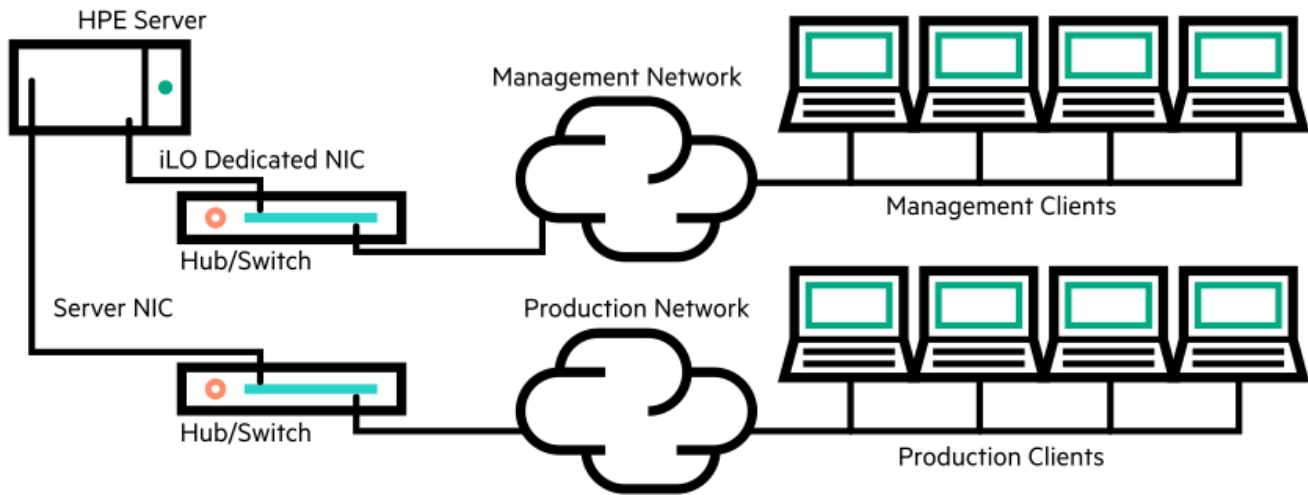 HPE Server
Management Network
iLO Dedicated NIC
Management Clients
Hub/Switch
Server NIC
Production Network
Hub/Switch
Production Clients